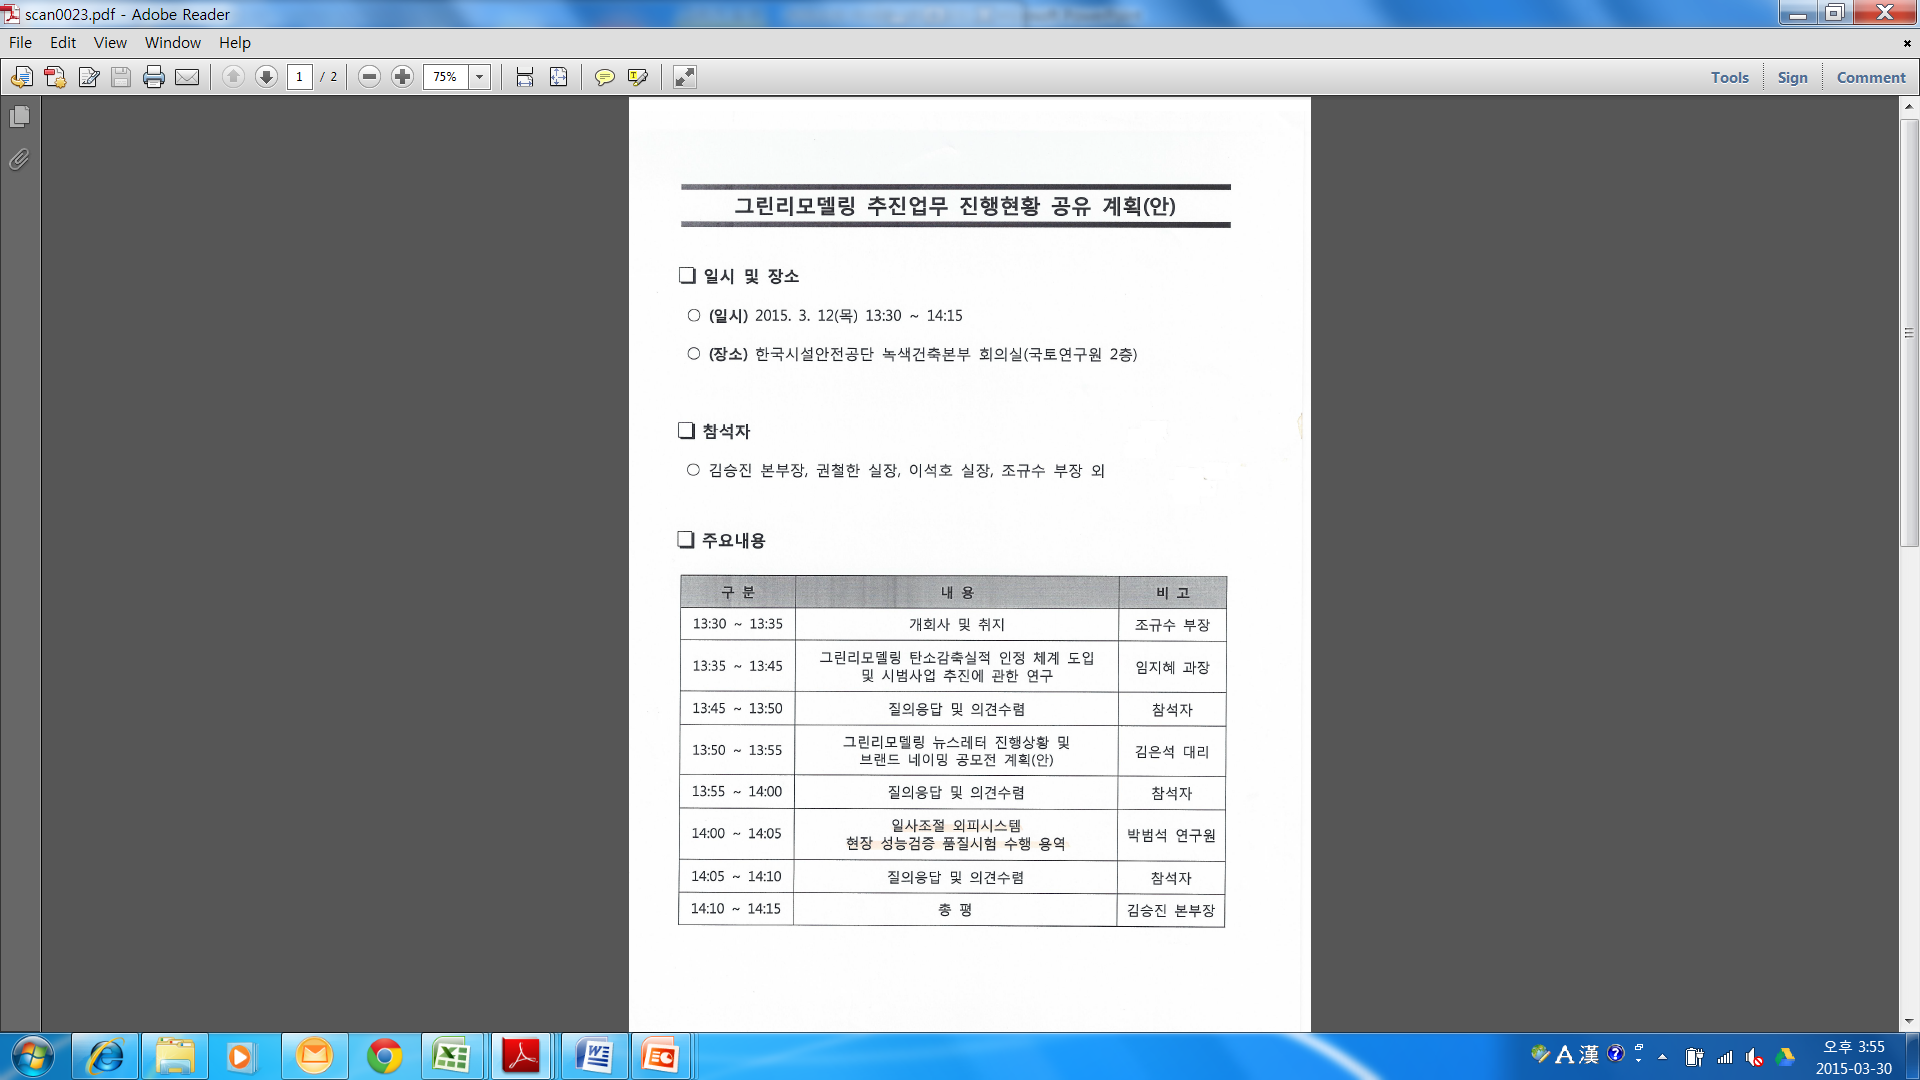 scan0023.pdf - Adobe Reader
File Edit View Window Help
1 / 2 75% Tools Sign Comment
그린리모델링 추진업무 진행현황 공유 계획(안)
❏ 일시 및 장소
○ (일시) 2015. 3. 12(목) 13:30 ~ 14:15
○ (장소) 한국시설안전공단 녹색건축본부 회의실(국토연구원 2층)
❏ 참석자
○ 김승진 본부장, 권철한 실장, 이석호 실장, 조규수 부장 외
❏ 주요내용
구 분 내 용 비 고
13:30 ~ 13:35 개회사 및 취지 조규수 부장
그린리모델링 탄소감축실적 인정 체계 도입
13:35 ~ 13:45 임지혜 과장
및 시범사업 추진에 관한 연구
13:45 ~ 13:50 질의응답 및 의견수렴 참석자
그린리모델링 뉴스레터 진행상황 및
13:50 ~ 13:55 김은석 대리
브랜드 네이밍 공모전 계획(안)
13:55 ~ 14:00 질의응답 및 의견수렴 참석자
일사조절 외피시스템
14:00 ~ 14:05 박범석 연구원
현장 성능검증 품질시험 수행 용역
14:05 ~ 14:10 질의응답 및 의견수렴 참석자
14:10 ~ 14:15 총 평 김승진 본부장
A 漢
오후 3:55
2015-03-30